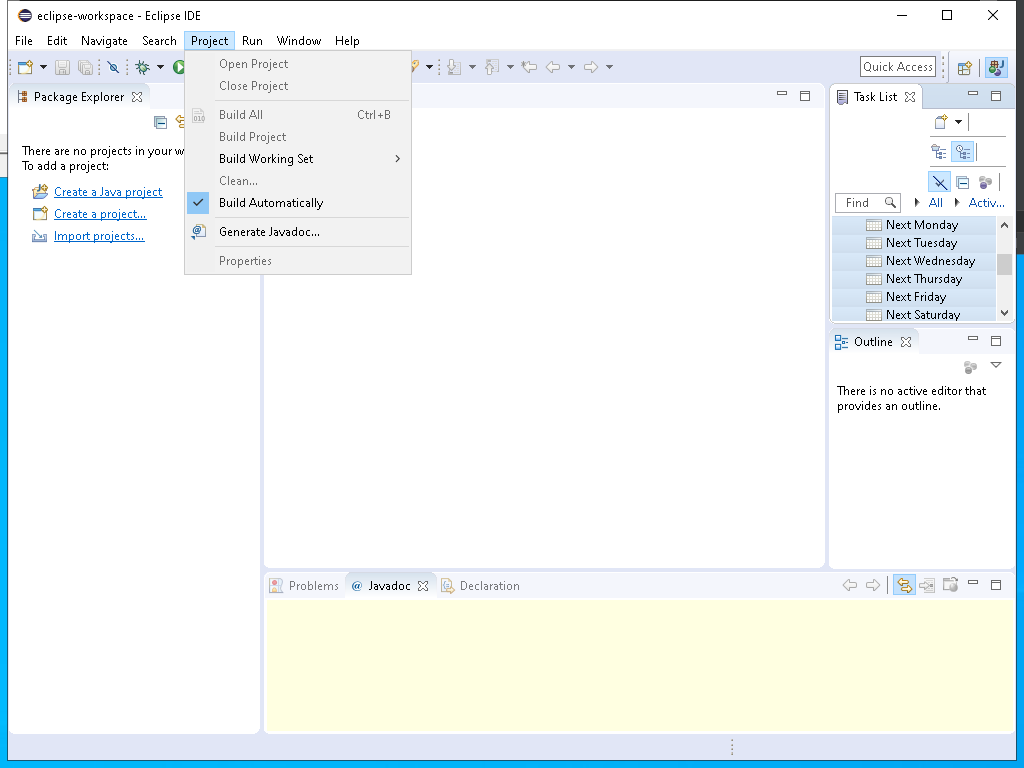 eclipse-workspace - Eclipse IDE
File Edit Navigate Search Project Run Window Help
Quick Access
Package Explorer
There are no projects in your w
To add a project:
Create a Java project
Create a project...
Import projects...
Open Project
Close Project
Build All Ctrl+B
Build Project
Build Working Set
Clean...
Build Automatically
Generate Javadoc...
Properties
Task List
Find All Activ...
Next Monday
Next Tuesday
Next Wednesday
Next Thursday
Next Friday
Next Saturday
Outline
There is no active editor that
provides an outline.
Problems @ Javadoc Declaration